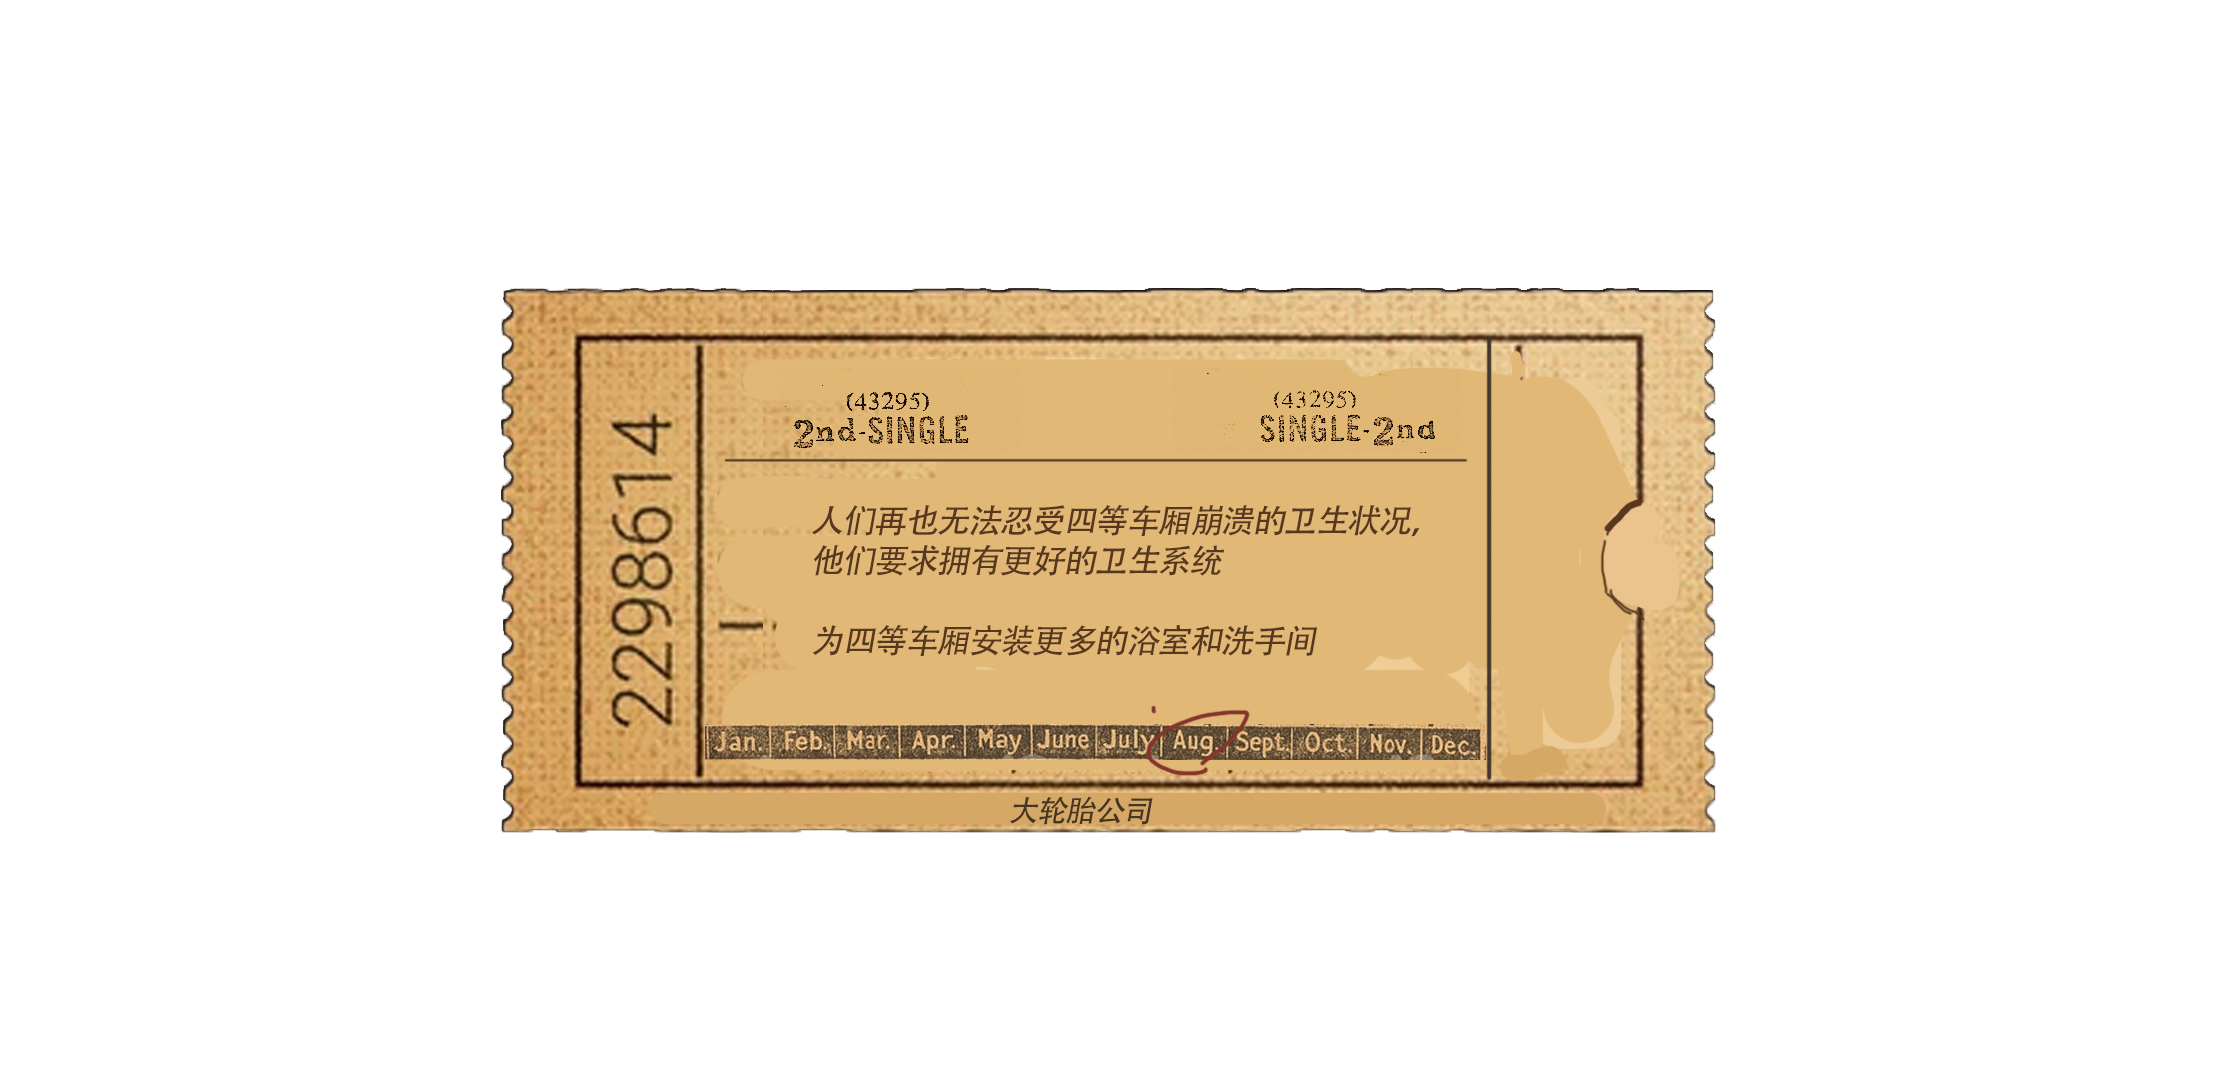 2298614
(43295) (43295)
2nd-SINGLE SINGLE-2nd
人们再也无法忍受四等车厢崩溃的卫生状况,
他们要求拥有更好的卫生系统
为四等车厢安装更多的浴室和洗手间
Jan. Feb. Mar. Apr. May June July Aug. Sept. Oct. Nov. Dec.
大轮胎公司